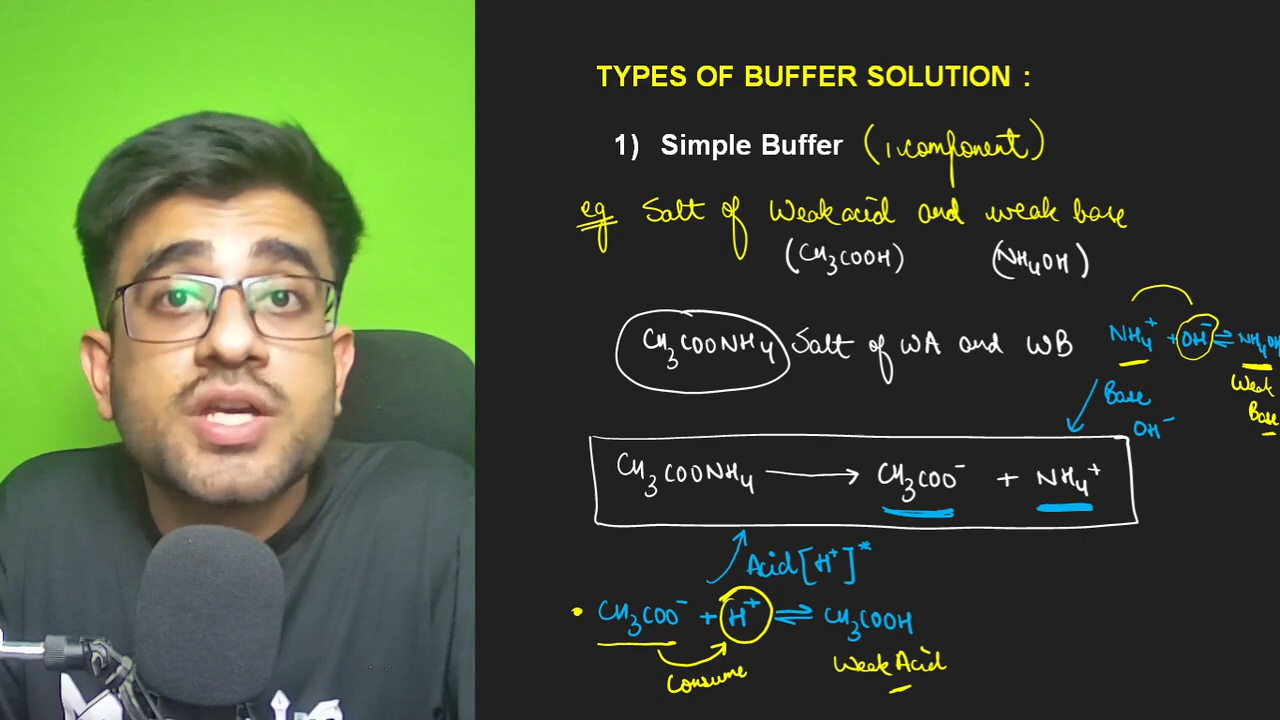 TYPES OF BUFFER SOLUTION :
1) Simple Buffer (1 component)
eg Salt of Weak acid and weak base
(CH₃COOH) (NH₄OH)
CH₃COONH₄ Salt of WA and WB
NH₄⁺ + OH⁻ ⇌ NH₄OH
Weak
Base
Base
OH⁻
CH₃COONH₄ ⟶ CH₃COO⁻ + NH₄⁺
Acid [H⁺]*
• CH₃COO⁻ + H⁺ ⇌ CH₃COOH
Consume
Weak Acid